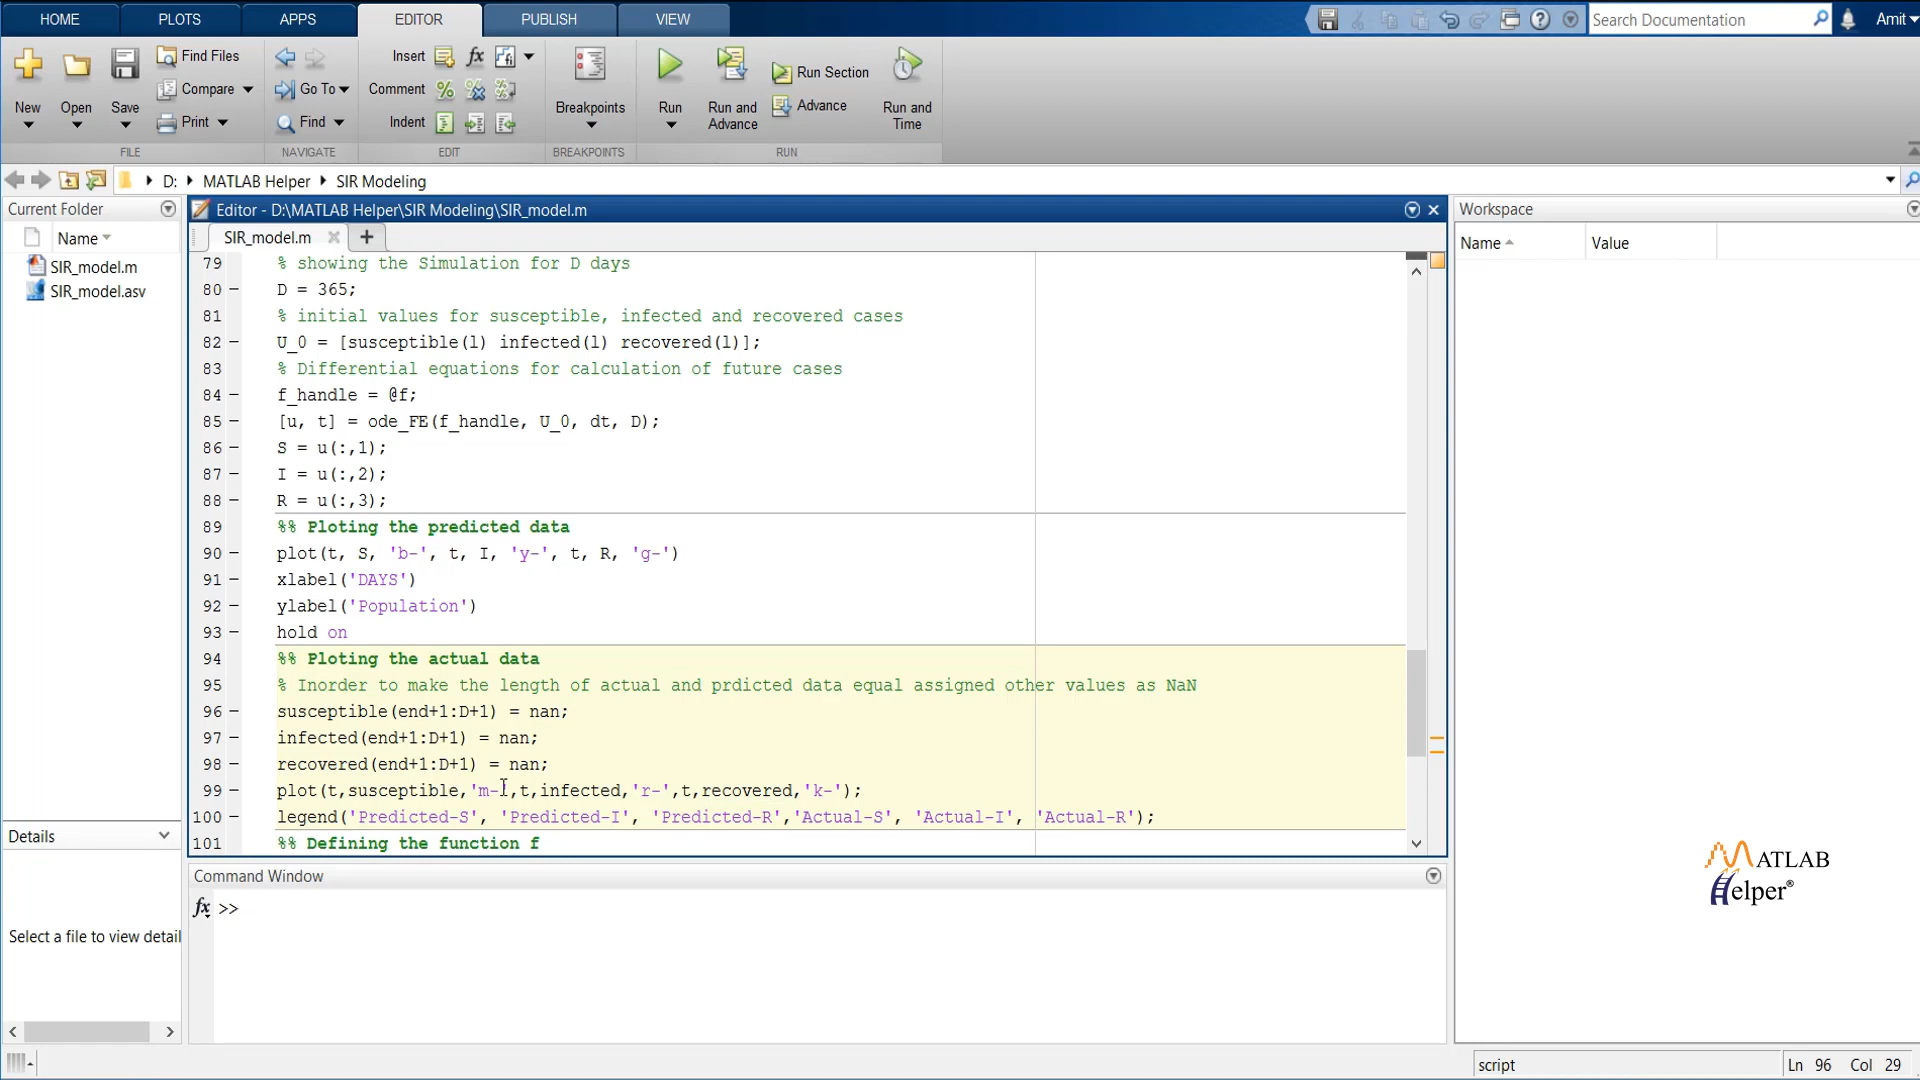 HOME PLOTS APPS EDITOR PUBLISH VIEW Search Documentation Amit
Find Files Insert fx
Compare Go To Comment Run Section
New Open Save Breakpoints Run Run and Advance Advance Run and Time
Print Find Indent
FILE NAVIGATE EDIT BREAKPOINTS RUN
D: MATLAB Helper SIR Modeling
Current Folder
Name
SIR_model.m
SIR_model.asv
Details
Select a file to view detail
Editor - D:\MATLAB Helper\SIR Modeling\SIR_model.m
SIR_model.m
79 % showing the Simulation for D days
80 – D = 365;
81 – % initial values for susceptible, infected and recovered cases
82 – U_0 = [susceptible(l) infected(l) recovered(l)];
83 – % Differential equations for calculation of future cases
84 – f_handle = @f;
85 – [u, t] = ode_FE(f_handle, U_0, dt, D);
86 – S = u(:,1);
87 – I = u(:,2);
88 – R = u(:,3);
89 %% Ploting the predicted data
90 – plot(t, S, 'b-', t, I, 'y-', t, R, 'g-')
91 – xlabel('DAYS')
92 – ylabel('Population')
93 – hold on
94 %% Ploting the actual data
95 % Inorder to make the length of actual and prdicted data equal assigned other values as NaN
96 – susceptible(end+1:D+1) = nan;
97 – infected(end+1:D+1) = nan;
98 – recovered(end+1:D+1) = nan;
99 – plot(t,susceptible,'m-',t,infected,'r-',t,recovered,'k-');
100 – legend('Predicted-S', 'Predicted-I', 'Predicted-R','Actual-S', 'Actual-I', 'Actual-R');
101 %% Defining the function f
Command Window
fx >>
Workspace
Name Value
MATLAB
Helper®
script Ln 96 Col 29